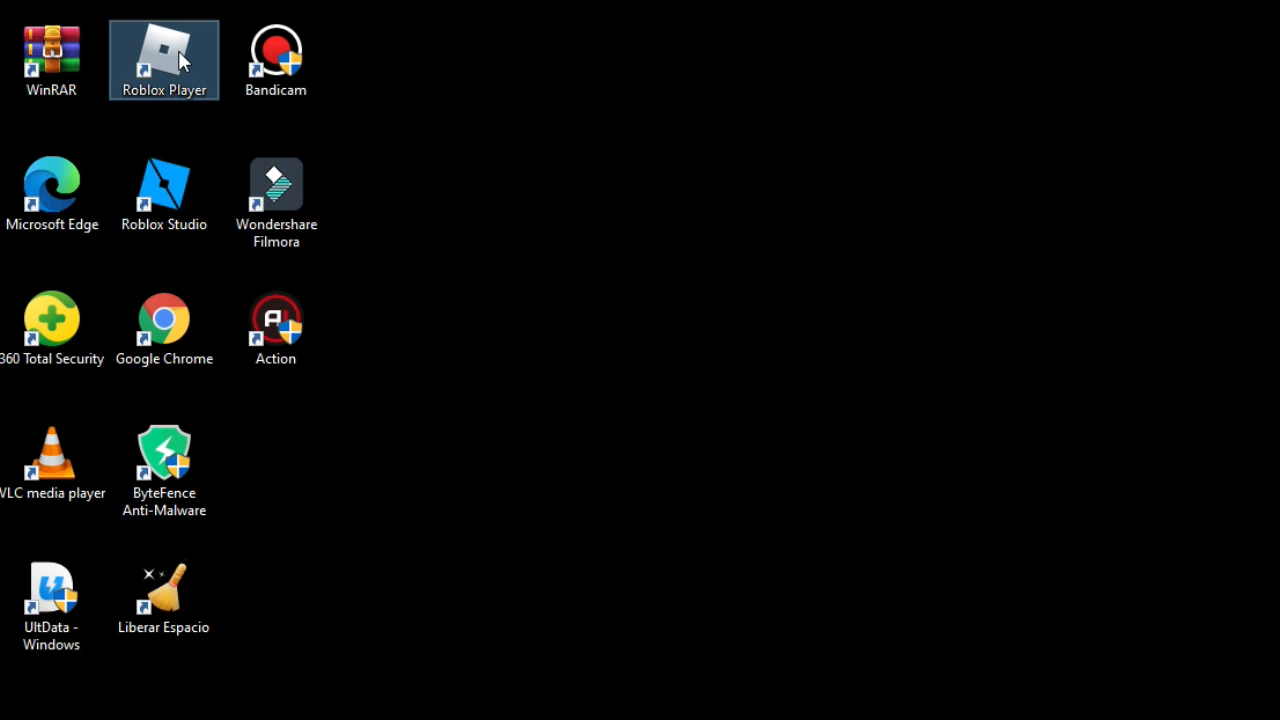 WinRAR
Roblox Player
Bandicam
Microsoft Edge
Roblox Studio
Wondershare
Filmora
360 Total Security
Google Chrome
Action
VLC media player
ByteFence
Anti-Malware
UltData -
Windows
Liberar Espacio